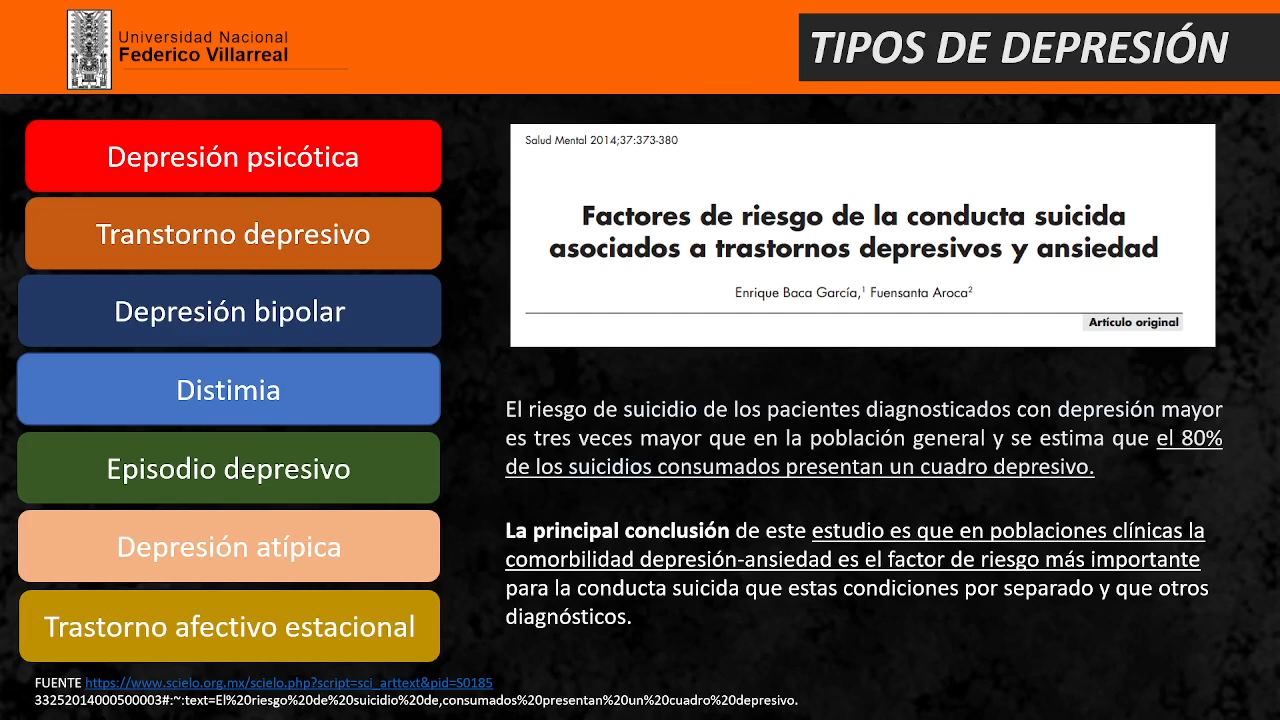 Universidad Nacional
Federico Villarreal
TIPOS DE DEPRESIÓN
Depresión psicótica
Transtorno depresivo
Depresión bipolar
Distimia
Episodio depresivo
Depresión atípica
Trastorno afectivo estacional
Salud Mental 2014;37:373-380
Factores de riesgo de la conducta suicida
asociados a trastornos depresivos y ansiedad
Enrique Baca García,¹ Fuensanta Aroca²
Artículo original
El riesgo de suicidio de los pacientes diagnosticados con depresión mayor
es tres veces mayor que en la población general y se estima que el 80%
de los suicidios consumados presentan un cuadro depresivo.
La principal conclusión de este estudio es que en poblaciones clínicas la
comorbilidad depresión-ansiedad es el factor de riesgo más importante
para la conducta suicida que estas condiciones por separado y que otros
diagnósticos.
FUENTE https://www.scielo.org.mx/scielo.php?script=sci_arttext&pid=S0185
33252014000500003#:~:text=El%20riesgo%20de%20suicidio%20de,consumados%20presentan%20un%20cuadro%20depresivo.